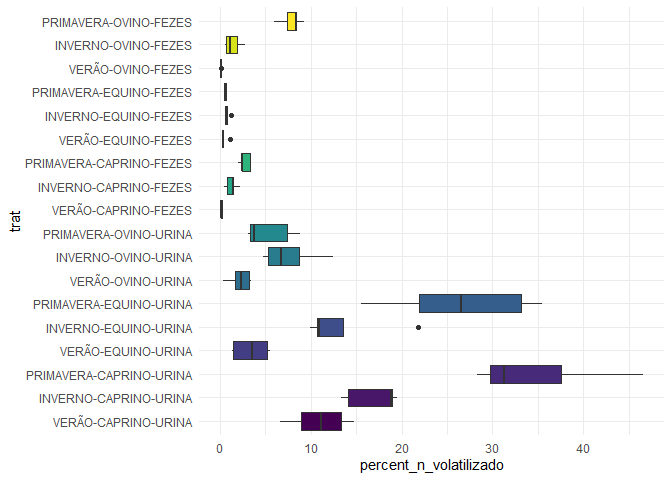 PRIMAVERA-OVINO-FEZES
INVERNO-OVINO-FEZES
VERÃO-OVINO-FEZES
PRIMAVERA-EQUINO-FEZES
INVERNO-EQUINO-FEZES
VERÃO-EQUINO-FEZES
PRIMAVERA-CAPRINO-FEZES
INVERNO-CAPRINO-FEZES
VERÃO-CAPRINO-FEZES
PRIMAVERA-OVINO-URINA
INVERNO-OVINO-URINA
VERÃO-OVINO-URINA
PRIMAVERA-EQUINO-URINA
INVERNO-EQUINO-URINA
VERÃO-EQUINO-URINA
PRIMAVERA-CAPRINO-URINA
INVERNO-CAPRINO-URINA
VERÃO-CAPRINO-URINA
trat
0 10 20 30 40
percent_n_volatilizado